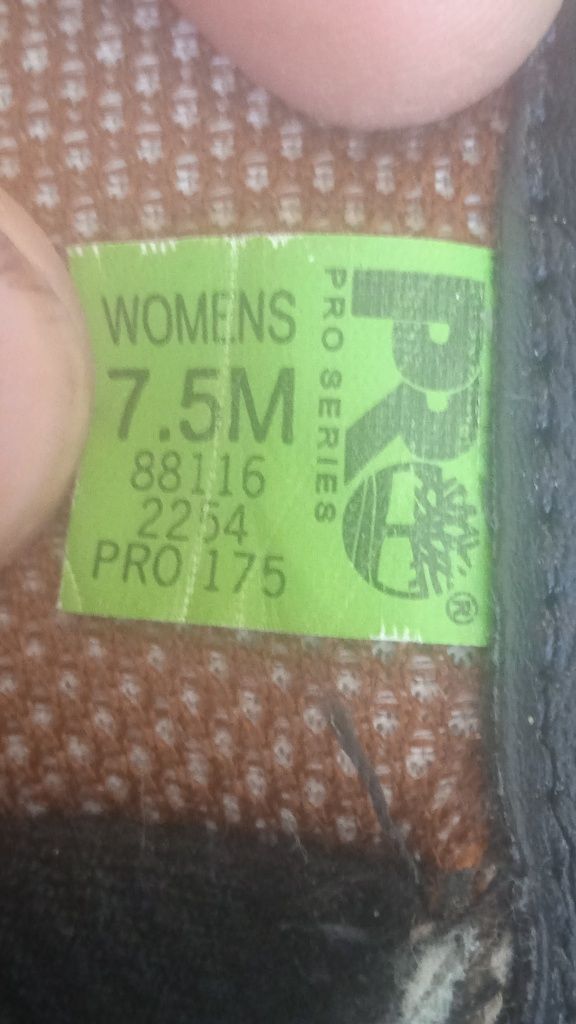 WOMENS
7.5M
88116
2254
PRO 175
PRO SERIES
PRO
®